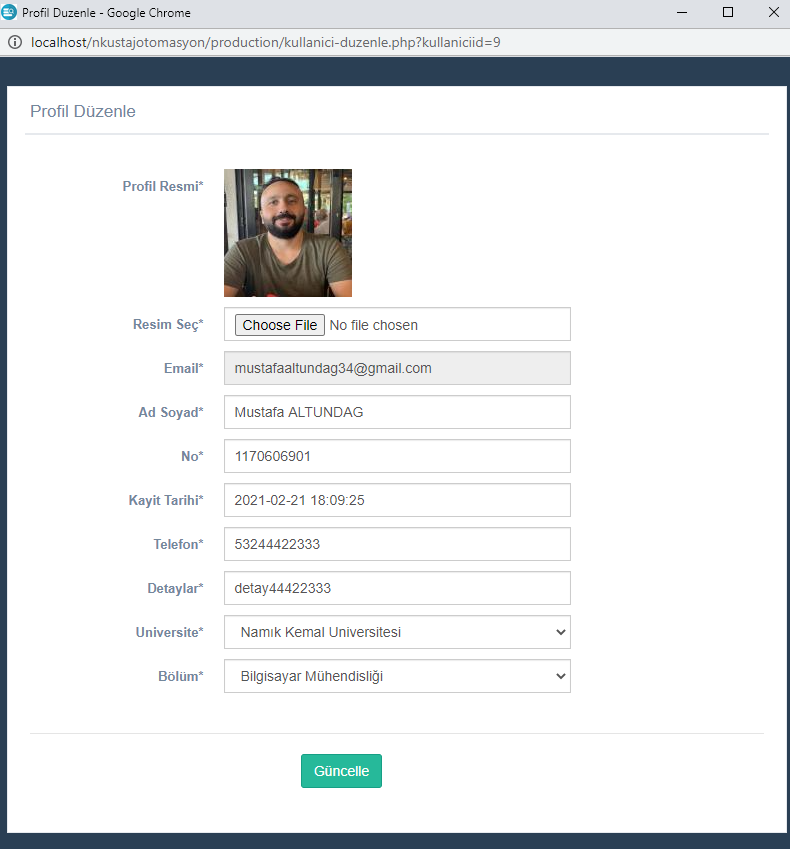 Profil Duzenle - Google Chrome
localhost/nkustajotomasyon/production/kullanici-duzenle.php?kullaniciid=9
Profil Düzenle
Profil Resmi*
Resim Seç* Choose File No file chosen
Email* mustafaaltundag34@gmail.com
Ad Soyad* Mustafa ALTUNDAG
No* 1170606901
Kayit Tarihi* 2021-02-21 18:09:25
Telefon* 53244422333
Detaylar* detay44422333
Universite* Namık Kemal Universitesi
Bölüm* Bilgisayar Mühendisliği
Güncelle